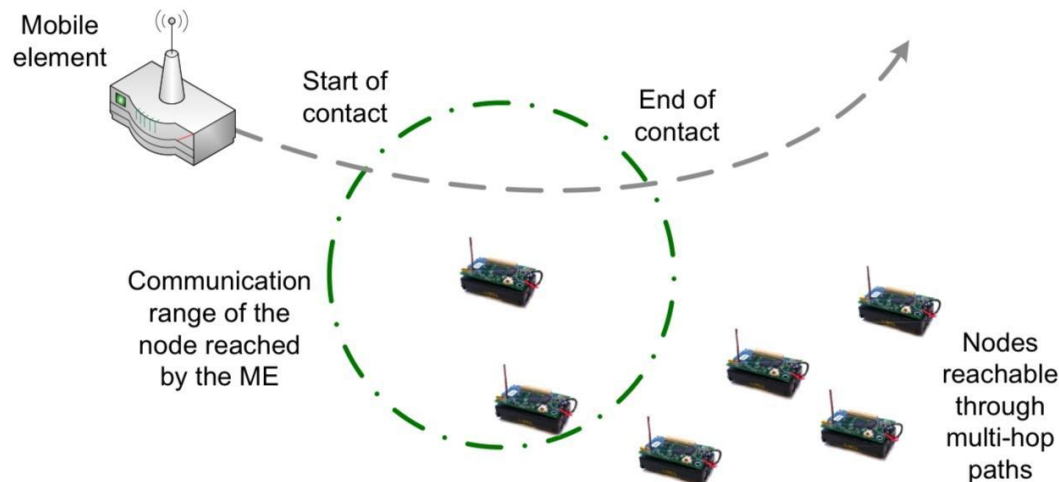 Mobile
element
Start of
contact
End of
contact
Communication
range of the
node reached
by the ME
Nodes
reachable
through
multi-hop
paths